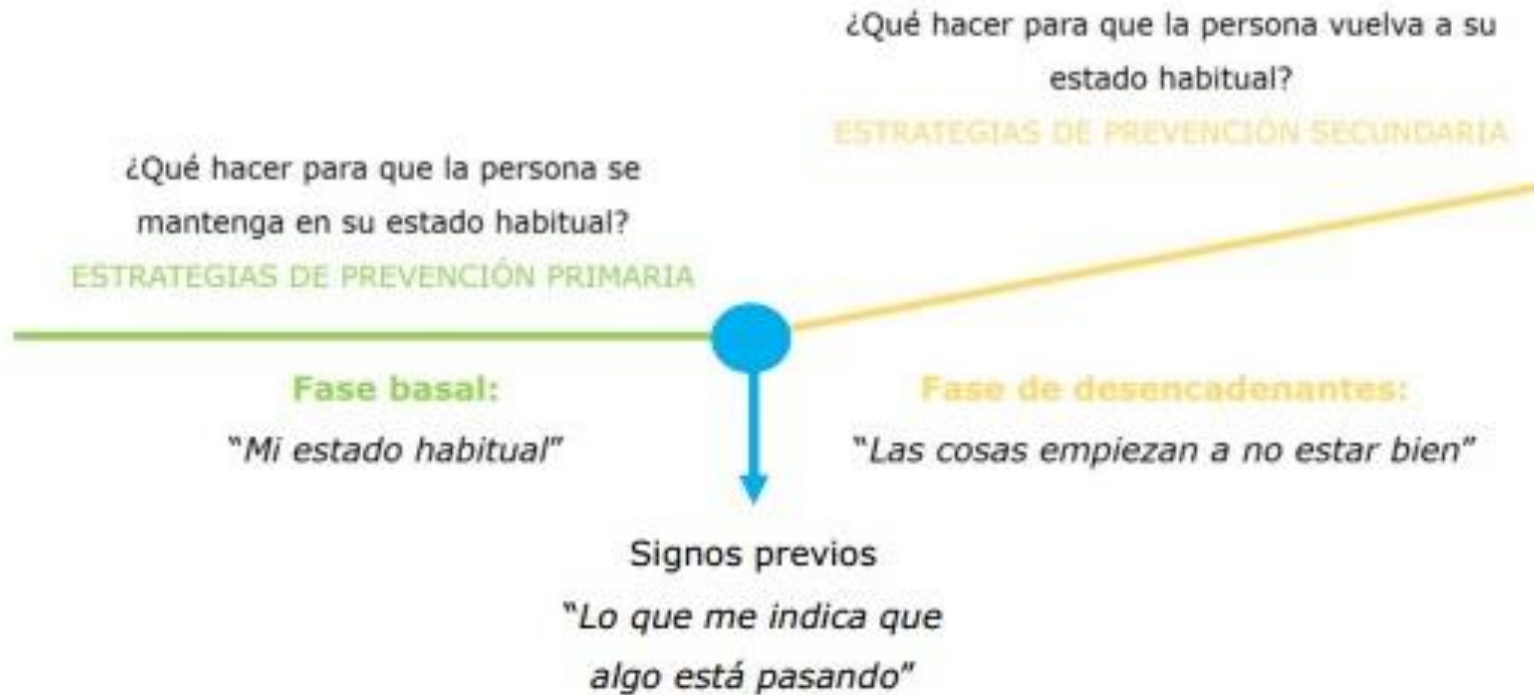 ¿Qué hacer para que la persona vuelva a su
estado habitual?
ESTRATEGIAS DE PREVENCIÓN SECUNDARIA
¿Qué hacer para que la persona se
mantenga en su estado habitual?
ESTRATEGIAS DE PREVENCIÓN PRIMARIA
Fase basal:
"Mi estado habitual"
Fase de desencadenantes:
"Las cosas empiezan a no estar bien"
Signos previos
"Lo que me indica que
algo está pasando"